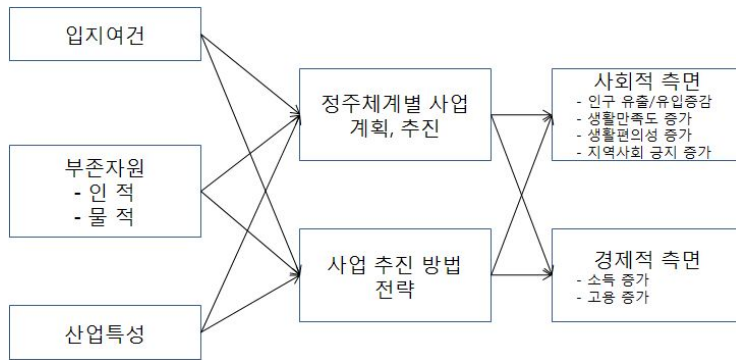 입지여건
부존자원
- 인 적
- 물 적
산업특성
정주체계별 사업
계획, 추진
사업 추진 방법
전략
사회적 측면
- 인구 유출/유입증감
- 생활만족도 증가
- 생활편의성 증가
- 지역사회 긍지 증가
경제적 측면
- 소득 증가
- 고용 증가